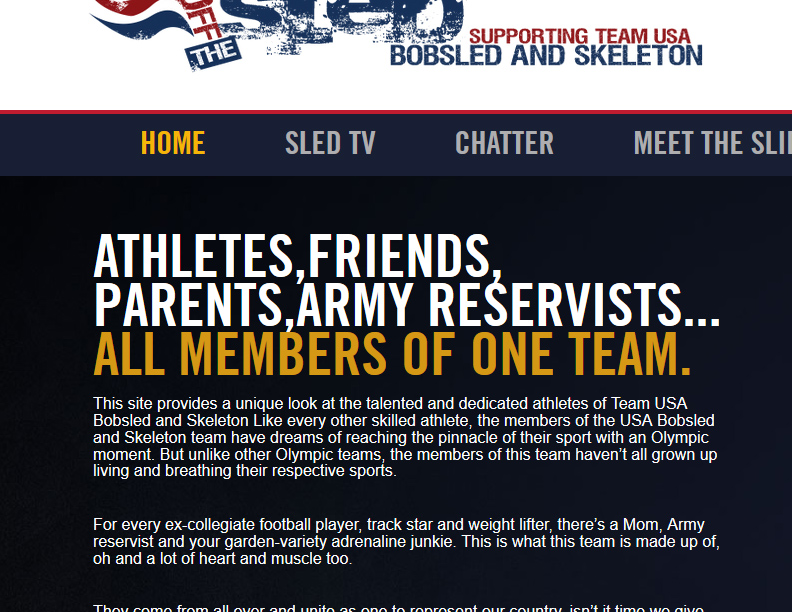 OFF
THE
Sled
SUPPORTING TEAM USA
BOBSLED AND SKELETON
HOME
SLED TV
CHATTER
MEET THE
ATHLETES,FRIENDS,
PARENTS,ARMY RESERVISTS...
ALL MEMBERS OF ONE TEAM.
This site provides a unique look at the talented and dedicated athletes of Team USA
Bobsled and Skeleton Like every other skilled athlete, the members of the USA Bobsled
and Skeleton team have dreams of reaching the pinnacle of their sport with an Olympic
moment. But unlike other Olympic teams, the members of this team haven’t all grown up
living and breathing their respective sports.
For every ex-collegiate football player, track star and weight lifter, there’s a Mom, Army
reservist and your garden-variety adrenaline junkie. This is what this team is made up of,
oh and a lot of heart and muscle too.
They come from all over and unite as one to represent our country, isn’t it time we give